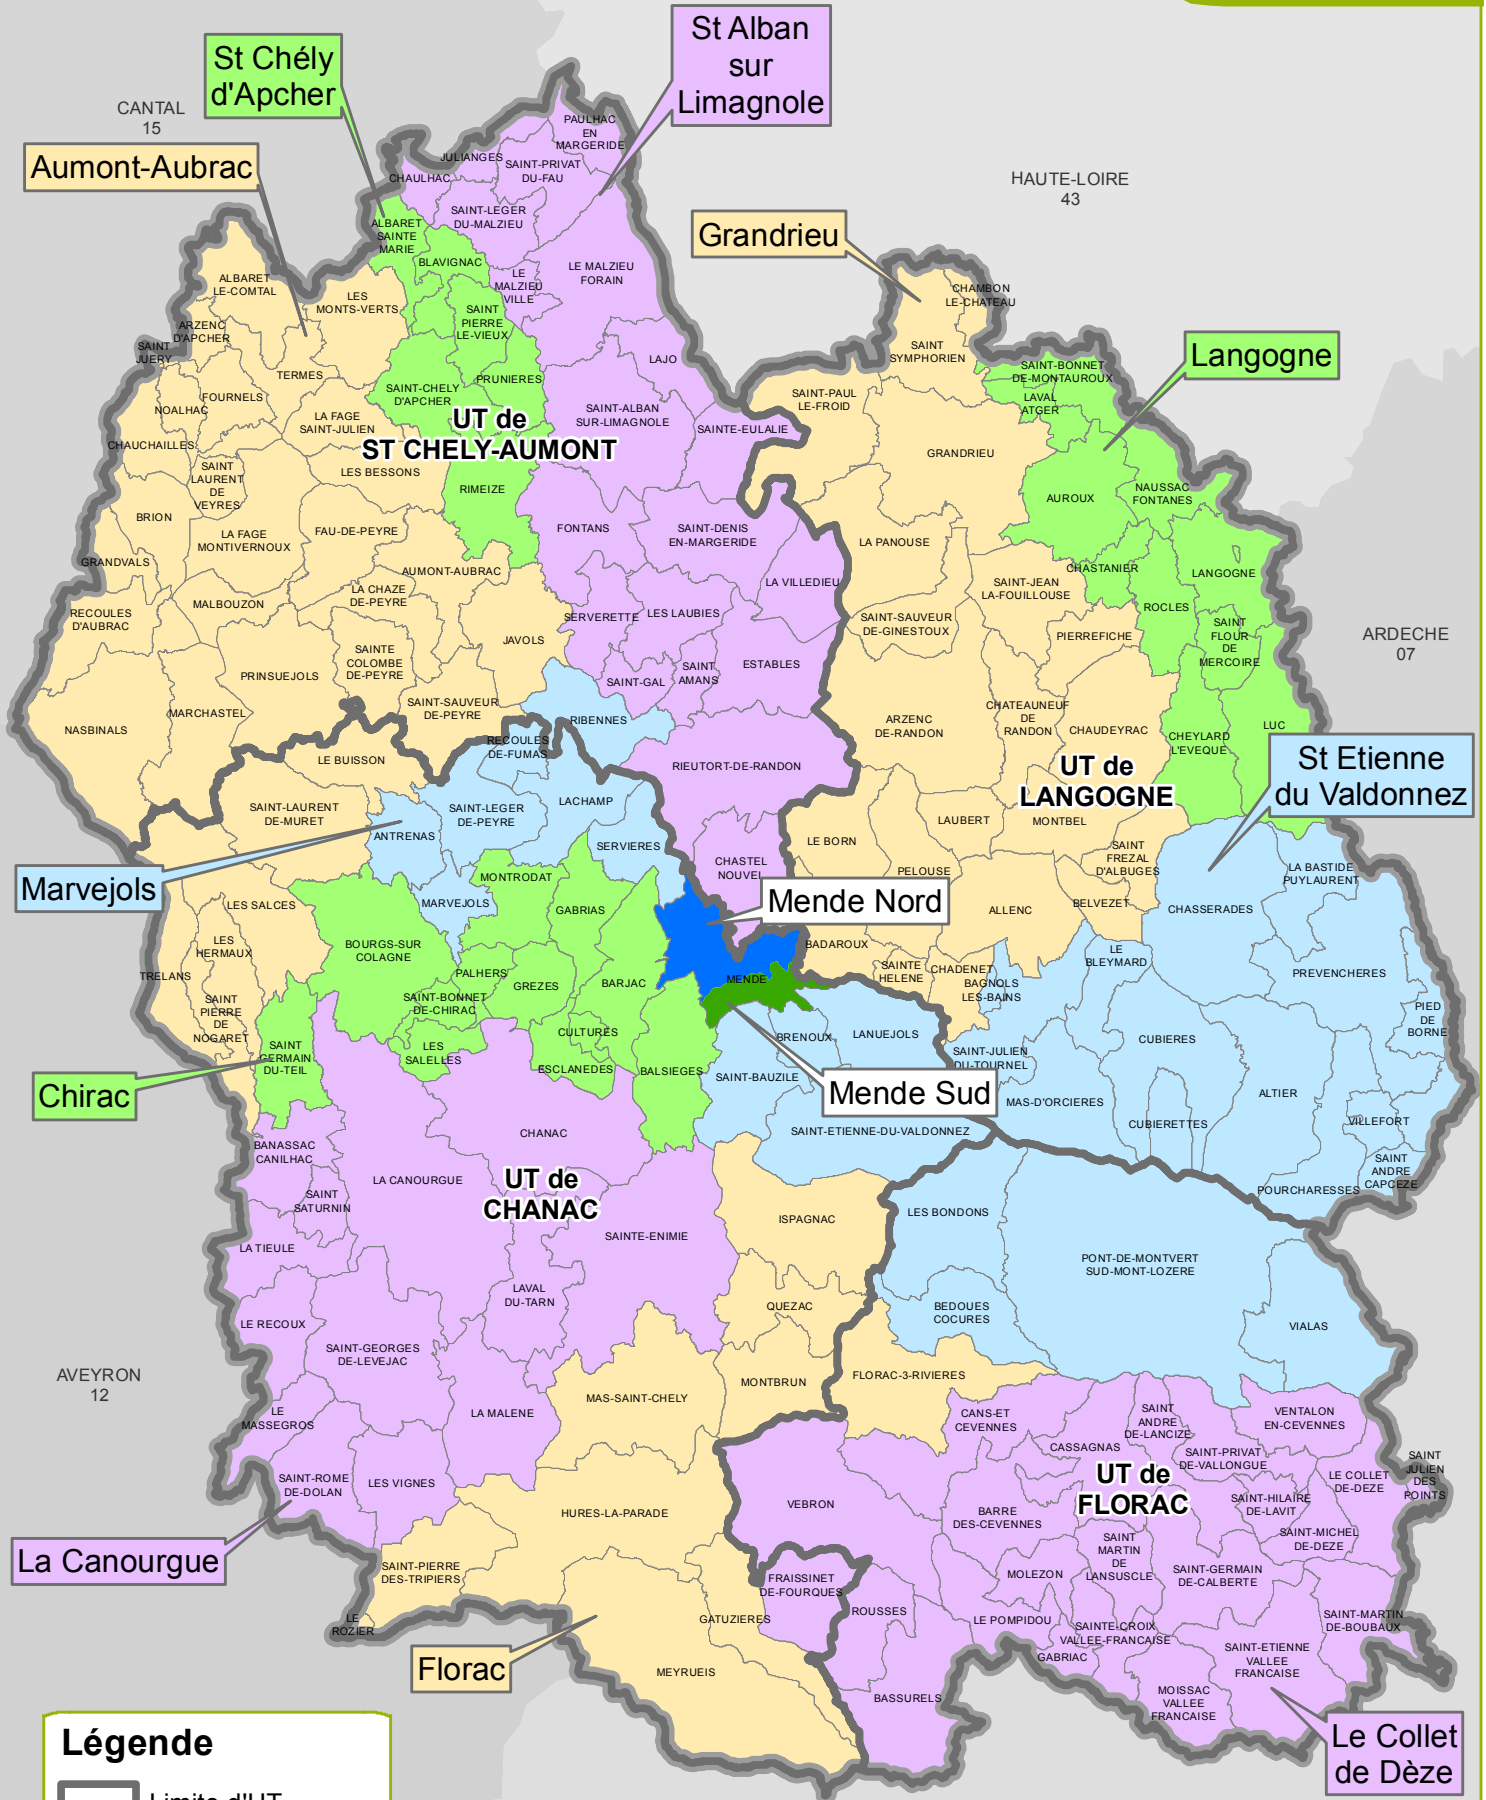 St Alban
sur
Limagnole
St Chély
d'Apcher
CANTAL
15
Aumont-Aubrac
HAUTE-LOIRE
43
Grandrieu
Langogne
PAULHAC
EN
MARGERIDE
JULIANGES
SAINT-PRIVAT
DU-FAU
CHAULHAC
SAINT-LEGER
DU-MALZIEU
ALBARET
SAINTE
MARIE
BLAVIGNAC
LE
MALZIEU
VILLE
LE MALZIEU
FORAIN
ALBARET
LE-COMTAL
LES
MONTS-VERTS
SAINT
PIERRE
LE-VIEUX
CHAMBON
LE-CHATEAU
ARZENC
D'APCHER
SAINT
JUERY
SAINT
SYMPHORIEN
LAJO
TERMES
PRUNIERES
SAINT-BONNET
DE-MONTAUROUX
SAINT-CHELY
D'APCHER
FOURNELS
NOALHAC
SAINT-PAUL
LE-FROID
LAVAL
ATGER
SAINT-ALBAN
SUR-LIMAGNOLE
SAINTE-EULALIE
LA FAGE
SAINT-JULIEN
UT de
ST CHELY-AUMONT
CHAUCHAILLES
GRANDRIEU
LES BESSONS
SAINT
LAURENT
DE
VEYRES
RIMEIZE
AUROUX
NAUSSAC
FONTANES
BRION
FAU-DE-PEYRE
FONTANS
SAINT-DENIS
EN-MARGERIDE
LA FAGE
MONTIVERNOUX
LA PANOUSE
GRANDVALS
AUMONT-AUBRAC
CHASTANIER
LANGOGNE
LA VILLEDIEU
SAINT-JEAN
LA-FOUILLOUSE
LA CHAZE
DE-PEYRE
MALBOUZON
ROCLES
RECOULES
D'AUBRAC
SERVERETTE
LES LAUBIES
SAINT-SAUVEUR
DE-GINESTOUX
SAINT
FLOUR
DE
MERCOIRE
PIERREFICHE
JAVOLS
ARDECHE
07
SAINTE
COLOMBE
DE-PEYRE
ESTABLES
SAINT
AMANS
SAINT-GAL
PRINSUEJOLS
SAINT-SAUVEUR
DE-PEYRE
MARCHASTEL
CHATEAUNEUF
DE
RANDON
NASBINALS
RIBENNES
ARZENC
DE-RANDON
CHAUDEYRAC
LUC
CHEYLARD
L'EVEQUE
RECOULES
DE-FUMAS
LE BUISSON
RIEUTORT-DE-RANDON
UT de
LANGOGNE
St Etienne
du Valdonnez
SAINT-LAURENT
DE-MURET
SAINT-LEGER
DE-PEYRE
LACHAMP
LAUBERT
MONTBEL
ANTRENAS
SERVIERES
LE BORN
SAINT
FREZAL
D'ALBUGES
Marvejols
CHASTEL
NOUVEL
PELOUSE
LA BASTIDE
PUYLAURENT
MONTRODAT
MARVEJOLS
LES SALCES
Mende Nord
GABRIAS
ALLENC
BELVEZET
CHASSERADES
BOURGS-SUR
COLAGNE
LES
HERMAUX
BADAROUX
LE
BLEYMARD
PALHERS
TRELANS
SAINTE
HELENE
CHADENET
BAGNOLS
LES-BAINS
PREVENCHERES
GREZES
BARJAC
MENDE
SAINT
PIERRE
DE
NOGARET
SAINT-BONNET
DE-CHIRAC
PIED
DE
BORNE
CULTURES
BRENOUX
LANUEJOLS
CUBIERES
LES
SALELLES
SAINT
GERMAIN
DU-TEIL
SAINT-JULIEN
DU-TOURNEL
ESCLANEDES
BALSIEGES
SAINT-BAUZILE
Chirac
Mende Sud
MAS-D'ORCIERES
ALTIER
CUBIERETTES
VILLEFORT
CHANAC
SAINT-ETIENNE-DU-VALDONNEZ
BANASSAC
CANILHAC
SAINT
ANDRE
CAPCEZE
LA CANOURGUE
UT de
CHANAC
POURCHARESSES
SAINT
SATURNIN
ISPAGNAC
LES BONDONS
SAINTE-ENIMIE
LA TIEULE
PONT-DE-MONTVERT
SUD-MONT-LOZERE
LAVAL
DU-TARN
QUEZAC
BEDOUES
COCURES
LE RECOUX
VIALAS
SAINT-GEORGES
DE-LEVEJAC
AVEYRON
12
FLORAC-3-RIVIERES
MONTBRUN
MAS-SAINT-CHELY
LE
MASSEGROS
LA MALENE
CANS-ET
CEVENNES
SAINT
ANDRE
DE-LANCIZE
VENTALON
EN-CEVENNES
CASSAGNAS
SAINT-PRIVAT
DE-VALLONGUE
SAINT-ROME
DE-DOLAN
LES VIGNES
UT de
FLORAC
LE COLLET
DE-DEZE
SAINT
JULIEN
DES
POINTS
VEBRON
SAINT-HILAIRE
DE-LAVIT
HURES-LA-PARADE
BARRE
DES-CEVENNES
SAINT-MICHEL
DE-DEZE
La Canourgue
SAINT
MARTIN
DE
LANSUSCLE
SAINT-PIERRE
DES-TRIPIERS
MOLEZON
SAINT-GERMAIN
DE-CALBERTE
FRAISSINET
DE-FOURQUES
ROUSSES
LE
ROZIER
GATUZIERES
LE POMPIDOU
SAINTE-CROIX
VALLEE-FRANCAISE
SAINT-MARTIN
DE-BOUBAUX
GABRIAC
SAINT-ETIENNE
VALLEE
FRANCAISE
Florac
MEYRUEIS
BASSURELS
MOISSAC
VALLEE
FRANCAISE
Le Collet
de Dèze
Légende
Limite d'UT